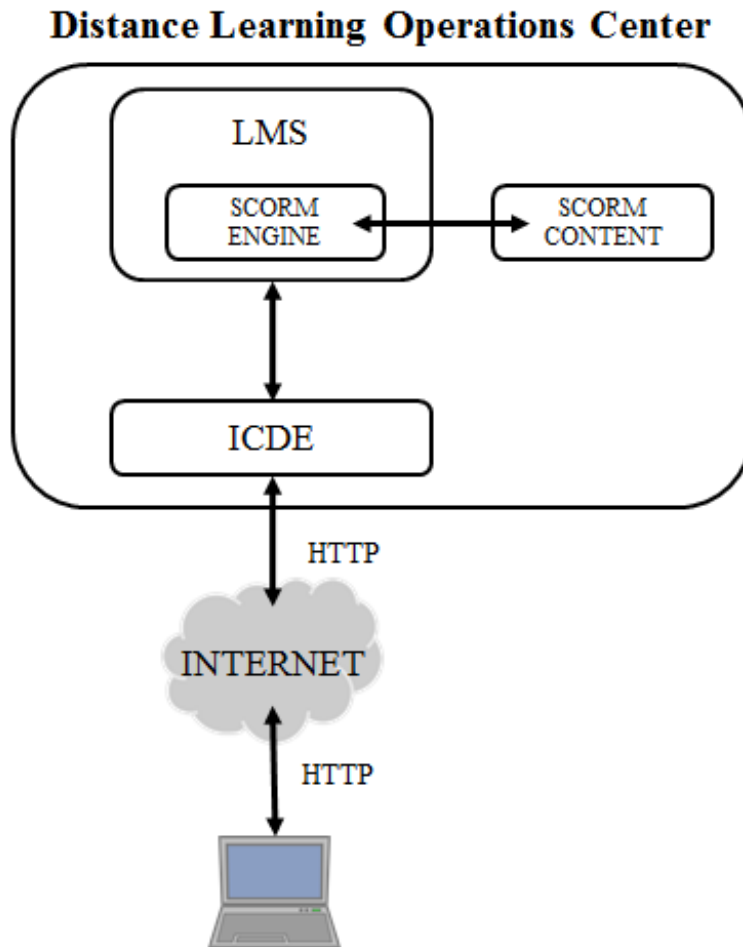 Distance Learning Operations Center
LMS
SCORM
ENGINE
SCORM
CONTENT
ICDE
HTTP
INTERNET
HTTP